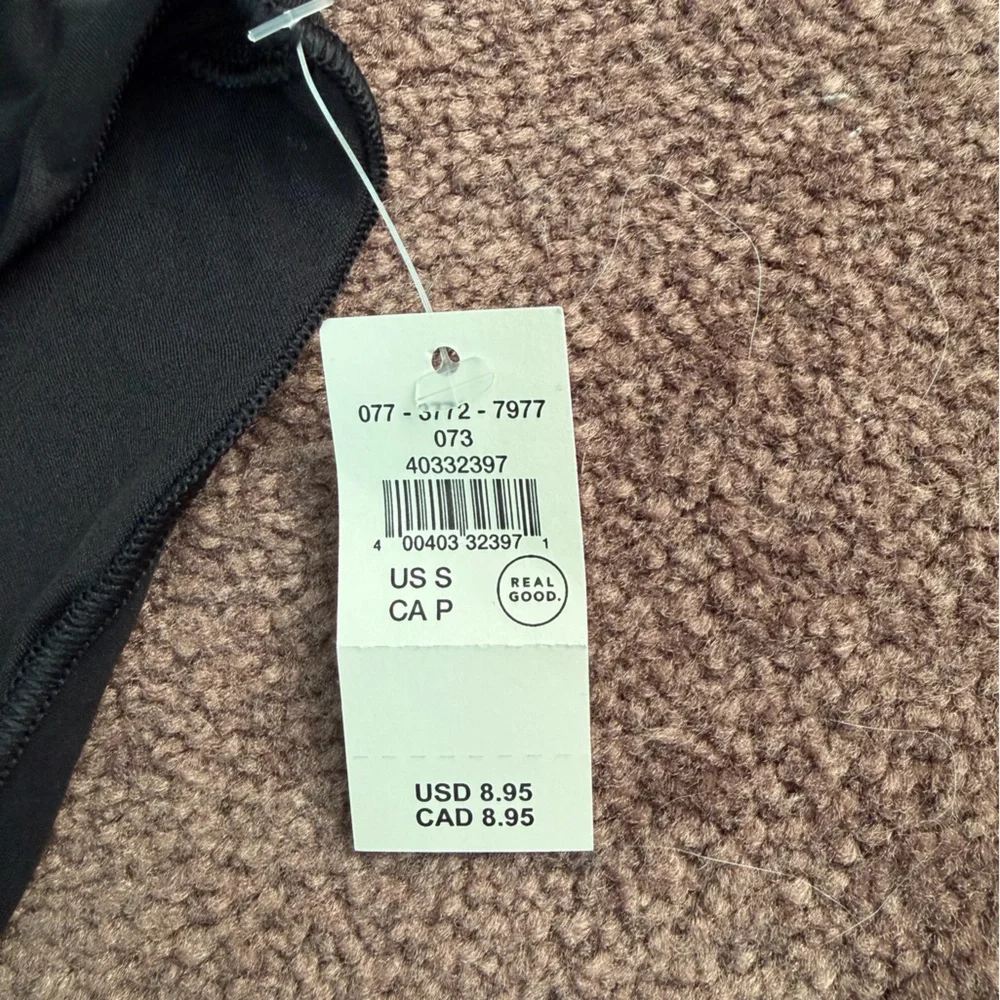 077 - 3772 - 7977
073
40332397
4 00403 32397 1
US S
CA P
REAL
GOOD.
USD 8.95
CAD 8.95